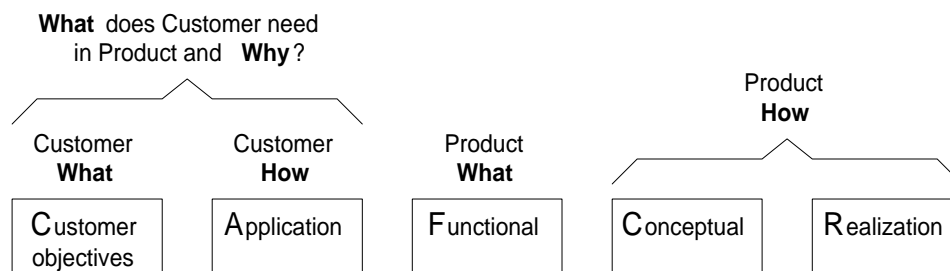 What does Customer need
in Product and Why?
Product
How
Customer
What
Customer
How
Product
What
Customer
objectives
Application
Functional
Conceptual
Realization